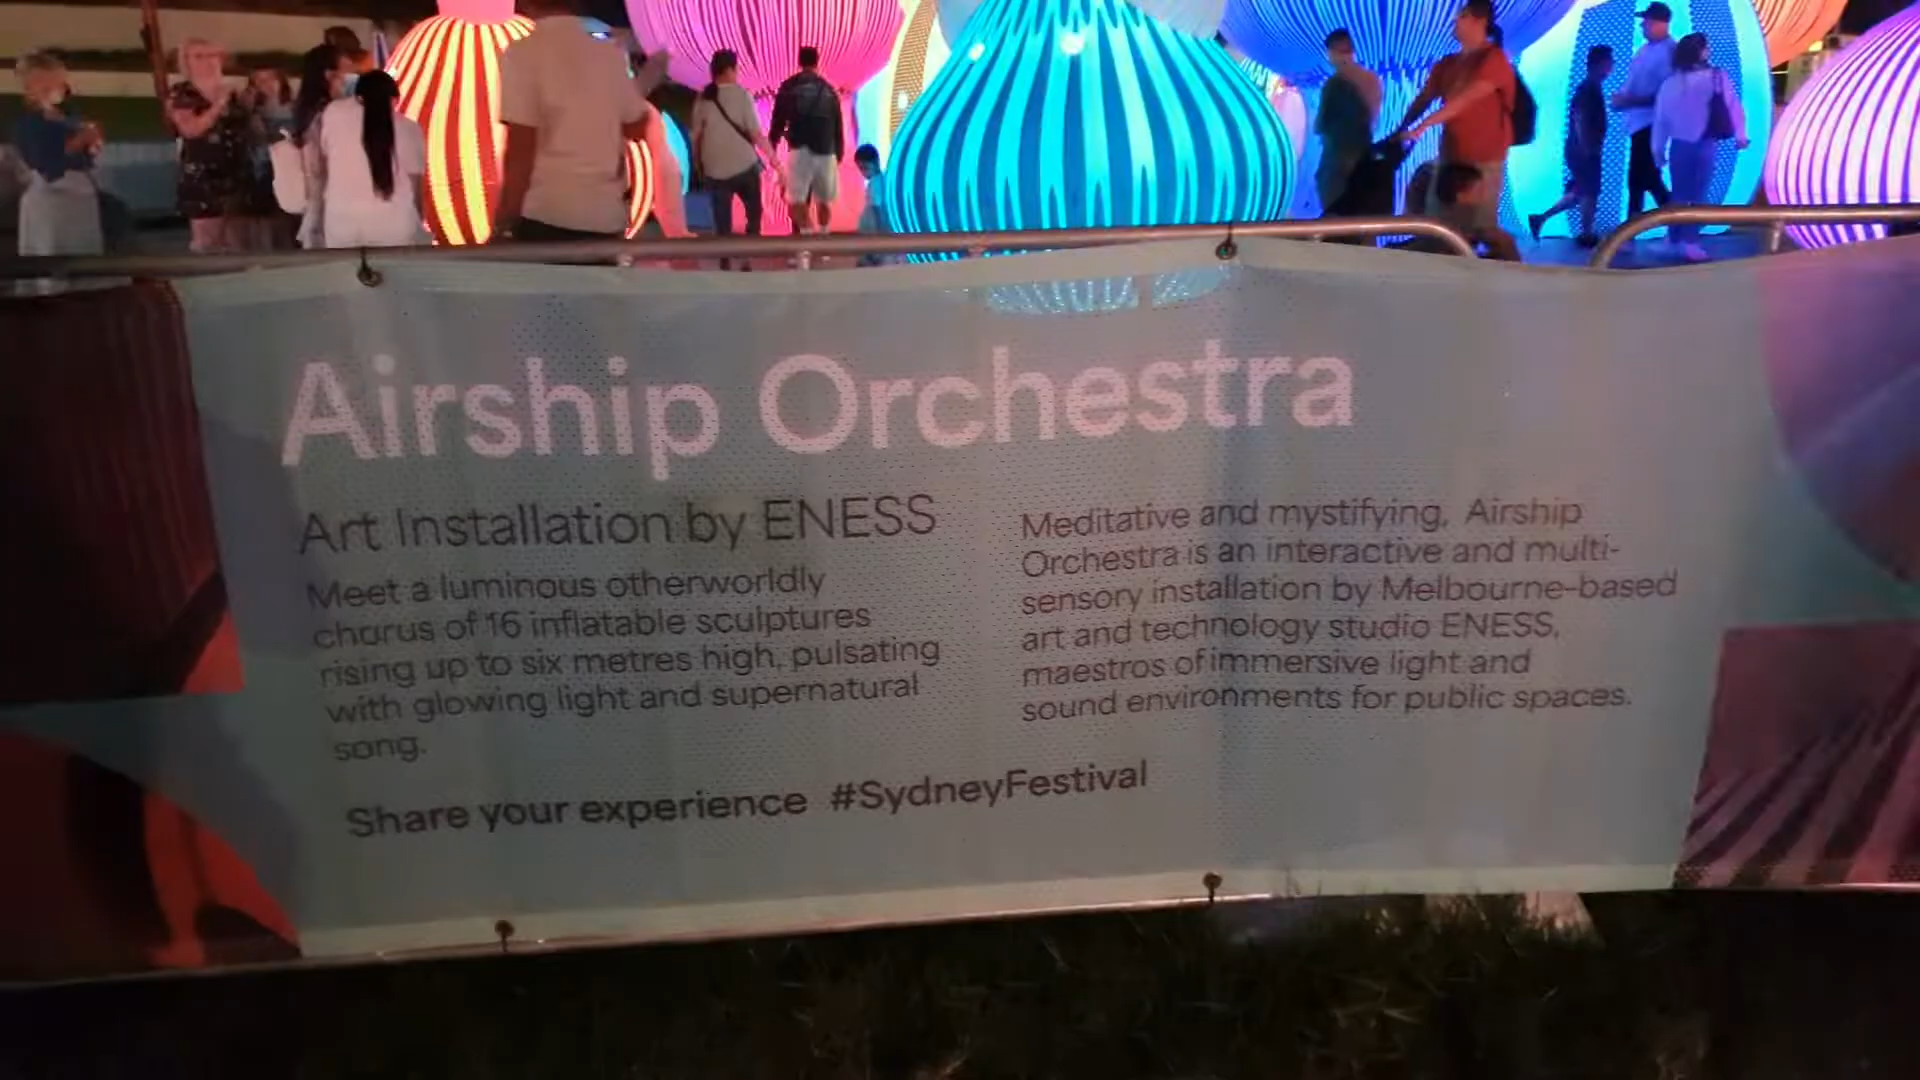 Airship Orchestra
Art Installation by ENESS
Meet a luminous otherworldly
chorus of 16 inflatable sculptures
rising up to six metres high, pulsating
with glowing light and supernatural
song.
Meditative and mystifying, Airship
Orchestra is an interactive and multi-
sensory installation by Melbourne-based
art and technology studio ENESS,
maestros of immersive light and
sound environments for public spaces.
Share your experience #SydneyFestival